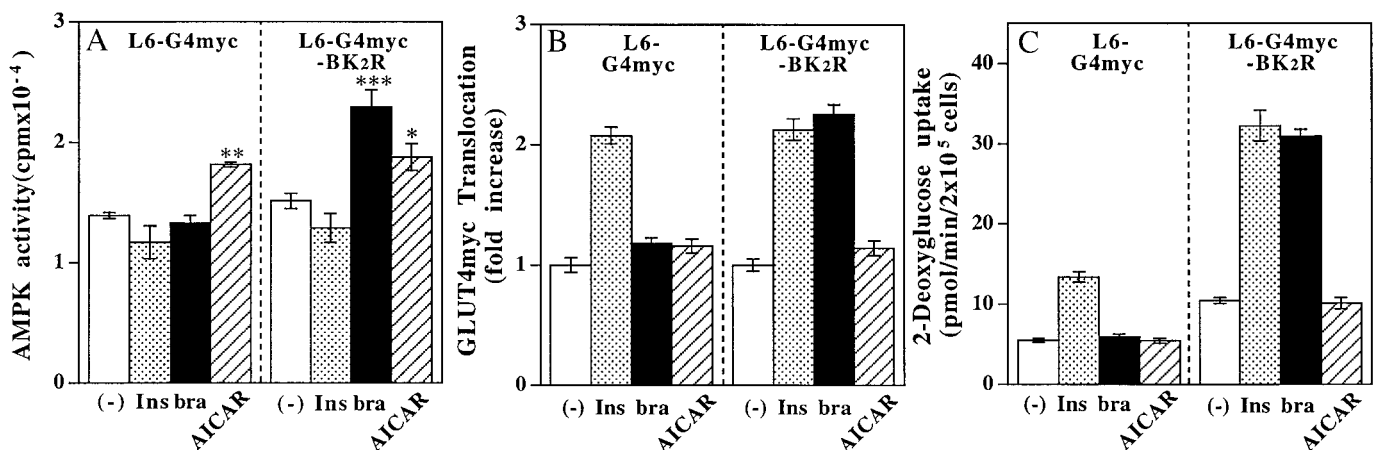 A
L6-G4myc
L6-G4myc
-BK2R
***
**
*
AMPK activity(cpmx10⁻⁴)
3
2
1
0
(-) Ins bra AICAR
(-) Ins bra AICAR
B
L6-
G4myc
L6-G4myc
-BK2R
GLUT4myc Translocation
(fold increase)
3
2
1
0
(-) Ins bra AICAR
(-) Ins bra AICAR
C
L6-
G4myc
L6-G4myc
-BK2R
2-Deoxyglucose uptake
(pmol/min/2x10⁵ cells)
40
30
20
10
0
(-) Ins bra AICAR
(-) Ins bra AICAR